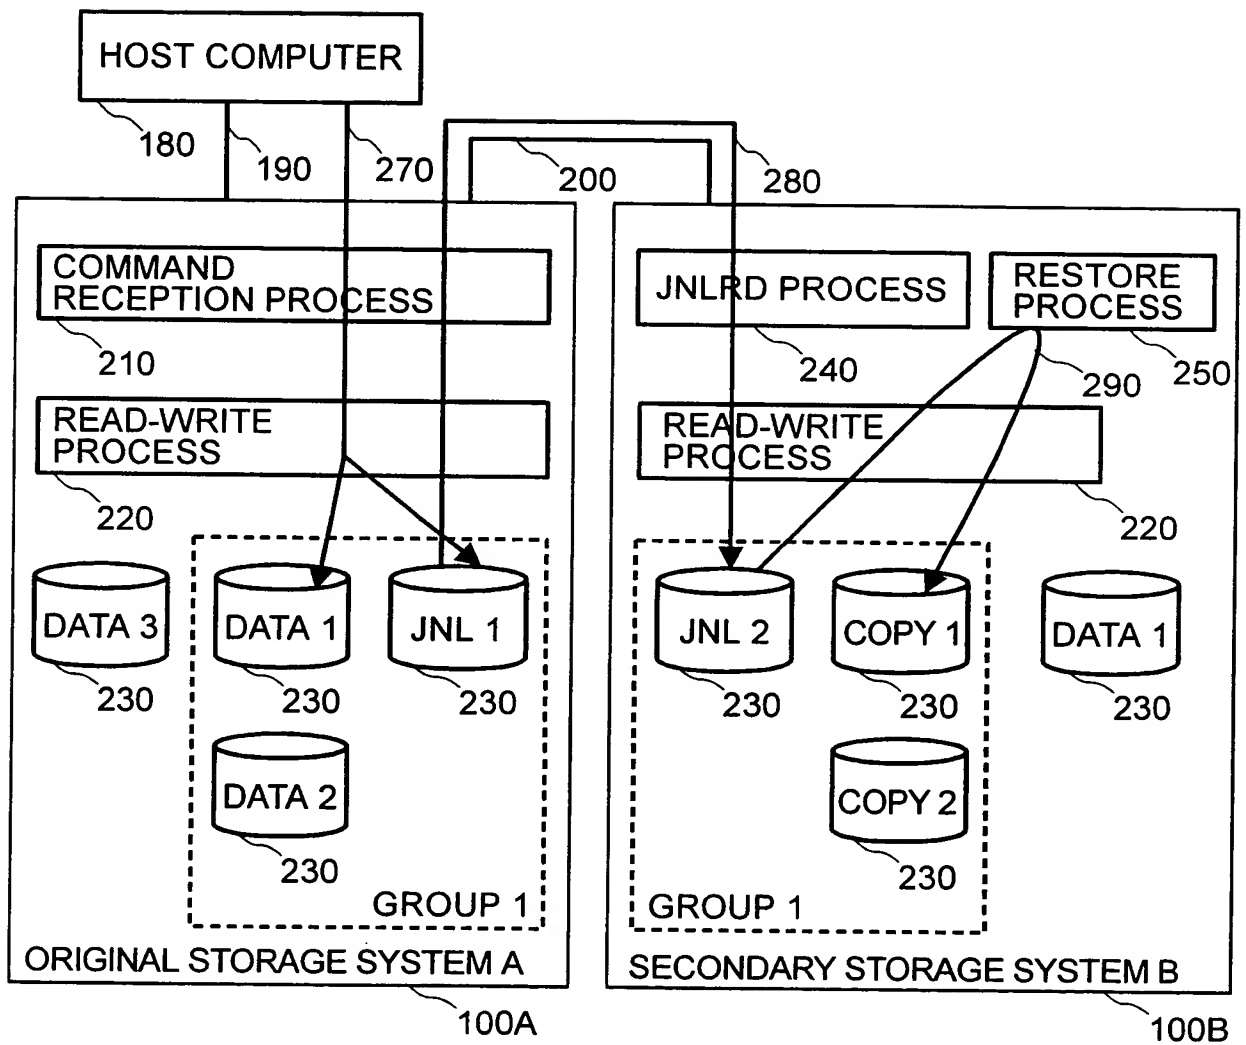 HOST COMPUTER
180
190
270
200
280
COMMAND
RECEPTION PROCESS
210
JNLRD PROCESS
240
RESTORE
PROCESS
250
290
READ-WRITE
PROCESS
220
READ-WRITE
PROCESS
220
DATA 3
230
DATA 1
230
JNL 1
230
JNL 2
230
COPY 1
230
DATA 1
230
DATA 2
230
COPY 2
230
GROUP 1
GROUP 1
ORIGINAL STORAGE SYSTEM A
SECONDARY STORAGE SYSTEM B
100A
100B